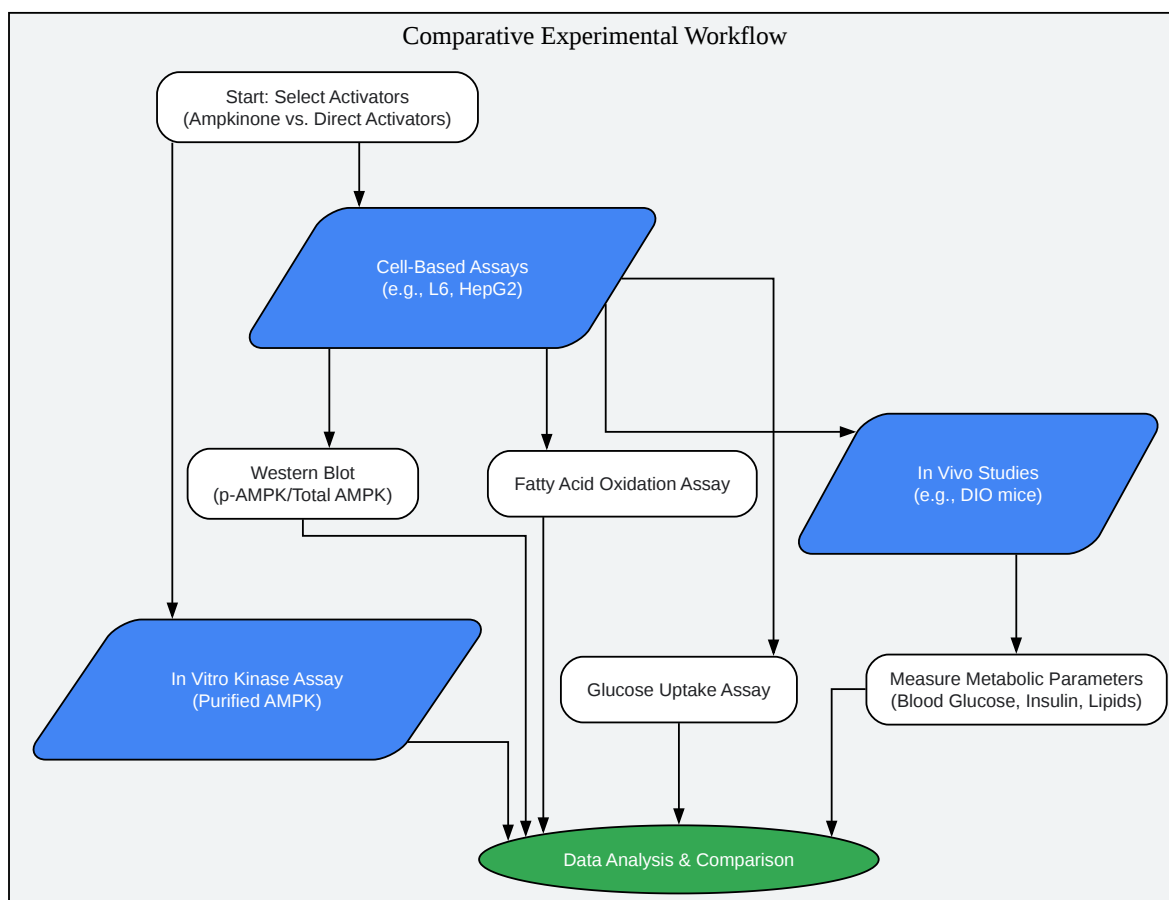 Comparative Experimental Workflow
Start: Select Activators
(Ampkinone vs. Direct Activators)
Cell-Based Assays
(e.g., L6, HepG2)
Western Blot
(p-AMPK/Total AMPK)
Fatty Acid Oxidation Assay
In Vivo Studies
(e.g., DIO mice)
In Vitro Kinase Assay
(Purified AMPK)
Glucose Uptake Assay
Measure Metabolic Parameters
(Blood Glucose, Insulin, Lipids)
Data Analysis & Comparison